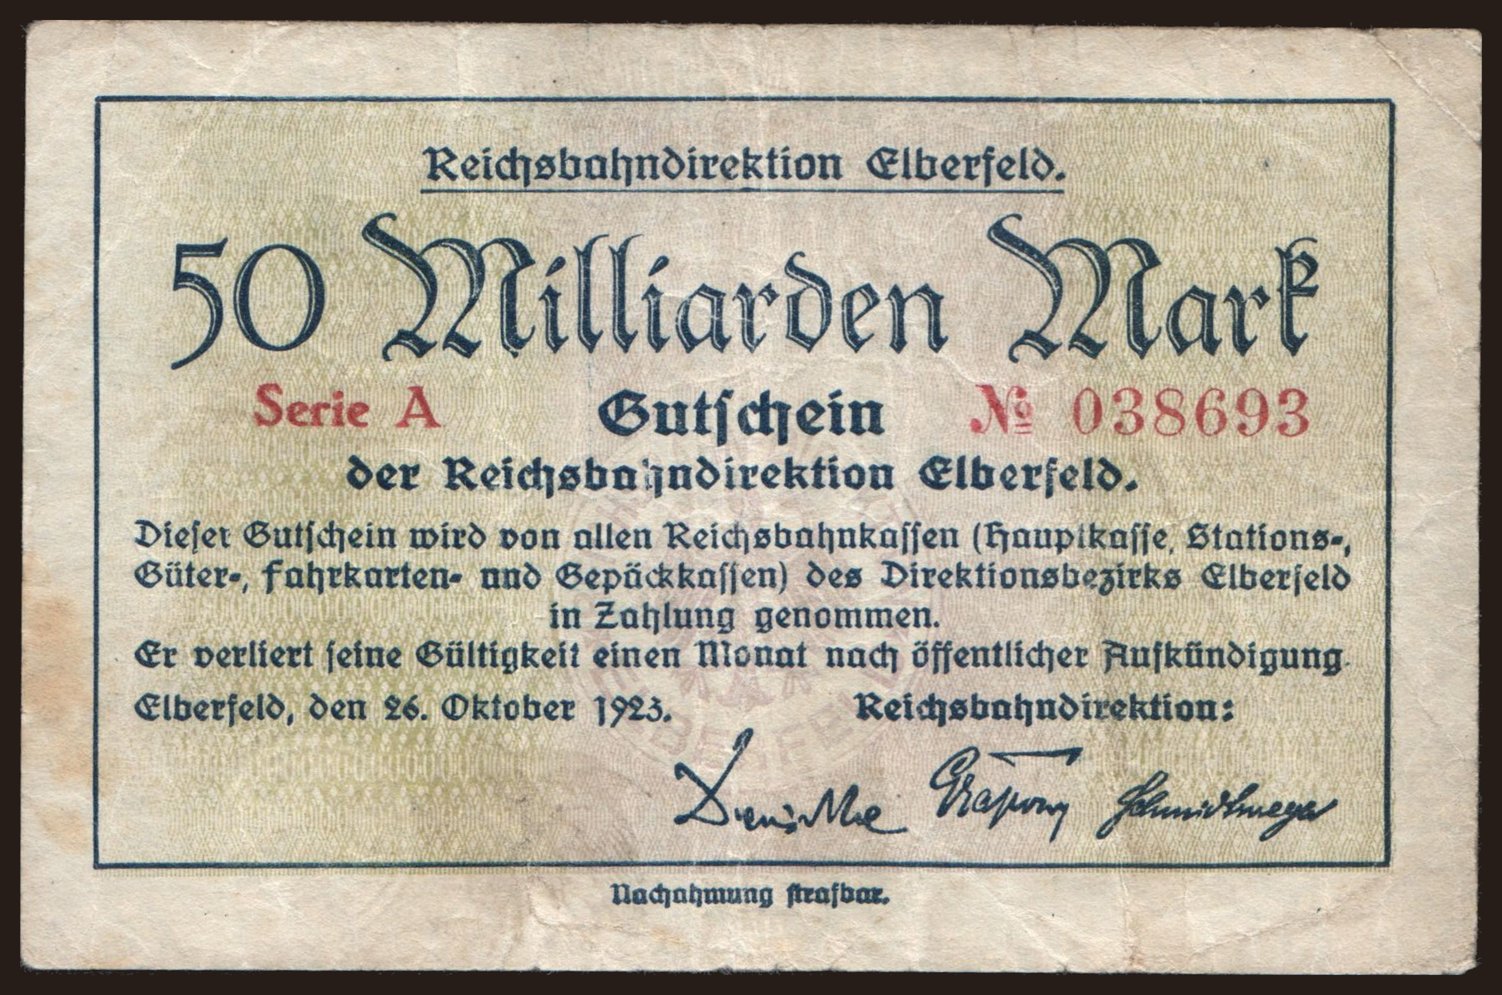 Reichsbahndirektion Elberfeld.
50 Milliarden Mark
Serie A Gutschein № 038693
der Reichsbahndirektion Elberfeld.
Dieser Gutschein wird von allen Reichsbahnkassen (Hauptkasse, Stations-,
Güter-, Fahrkarten- und Gepäckkassen) des Direktionsbezirks Elberfeld
in Zahlung genommen.
Er verliert seine Gültigkeit einen Monat nach öffentlicher Aufkündigung.
Elberfeld, den 26. Oktober 1923. Reichsbahndirektion:
Nachahmung strafbar.